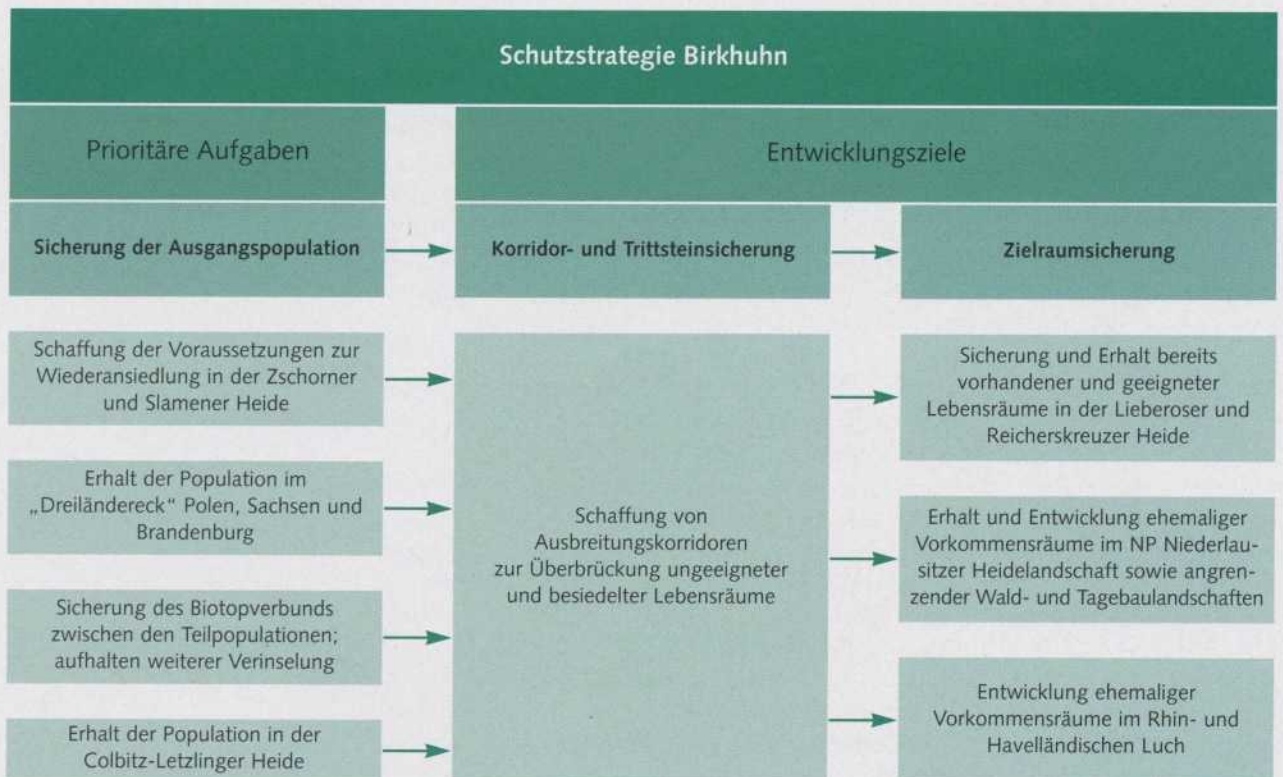 Schutzstrategie Birkhuhn
Prioritäre Aufgaben
Entwicklungsziele
Sicherung der Ausgangspopulation
Korridor- und Trittsteinsicherung
Zielraumsicherung
Schaffung der Voraussetzungen zur
Wiederansiedlung in der Zschorner
und Slamener Heide
Erhalt der Population im
„Dreiländereck“ Polen, Sachsen und
Brandenburg
Sicherung des Biotopverbunds
zwischen den Teilpopulationen;
aufhalten weiterer Verinselung
Erhalt der Population in der
Colbitz-Letzlinger Heide
Schaffung von
Ausbreitungskorridoren
zur Überbrückung ungeeigneter
und besiedelter Lebensräume
Sicherung und Erhalt bereits
vorhandener und geeigneter
Lebensräume in der Lieberoser und
Reicherskreuzer Heide
Erhalt und Entwicklung ehemaliger
Vorkommensräume im NP Niederlau-
sitzer Heidelandschaft sowie angren-
zender Wald- und Tagebaulandschaften
Entwicklung ehemaliger
Vorkommensräume im Rhin- und
Havelländischen Luch